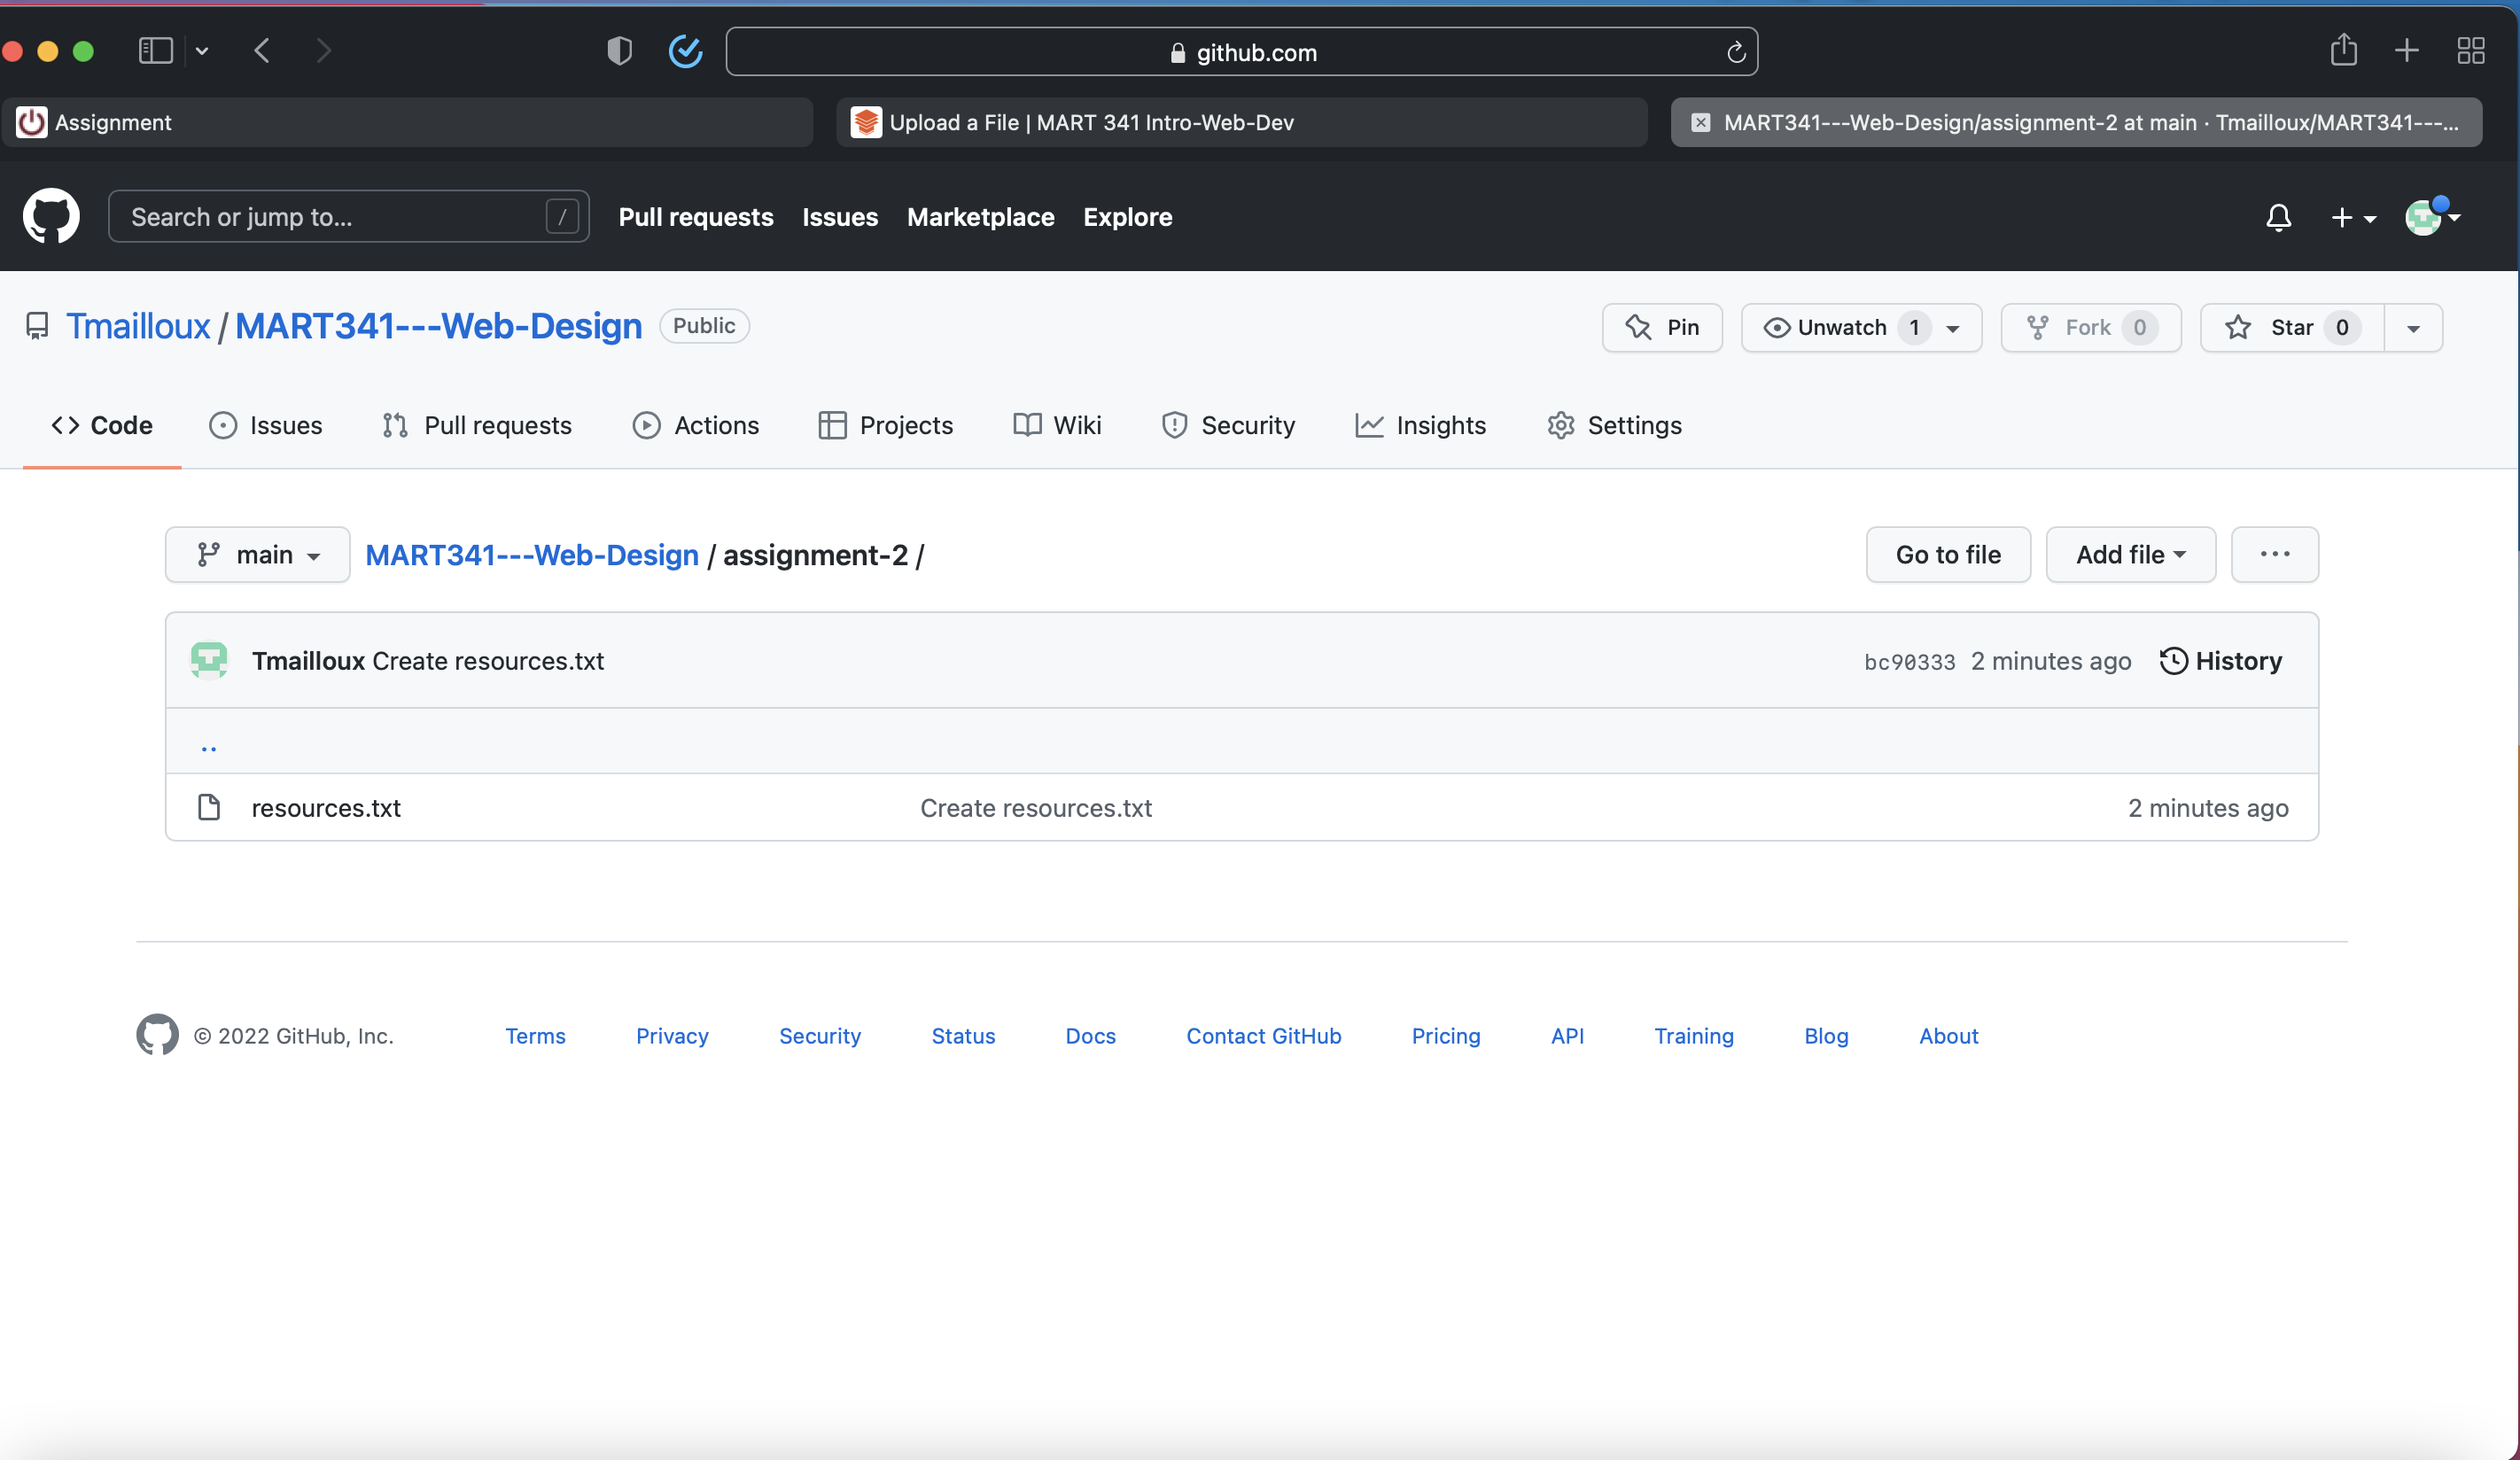 github.com
Assignment
Upload a File | MART 341 Intro-Web-Dev
MART341---Web-Design/assignment-2 at main · Tmailloux/MART341---...
Search or jump to... /
Pull requests Issues Marketplace Explore
Tmailloux / MART341---Web-Design Public
Pin Unwatch 1 Fork 0 Star 0
Code Issues Pull requests Actions Projects Wiki Security Insights Settings
main MART341---Web-Design / assignment-2 / Go to file Add file ...
Tmailloux Create resources.txt bc90333 2 minutes ago History
..
resources.txt Create resources.txt 2 minutes ago
© 2022 GitHub, Inc. Terms Privacy Security Status Docs Contact GitHub Pricing API Training Blog About